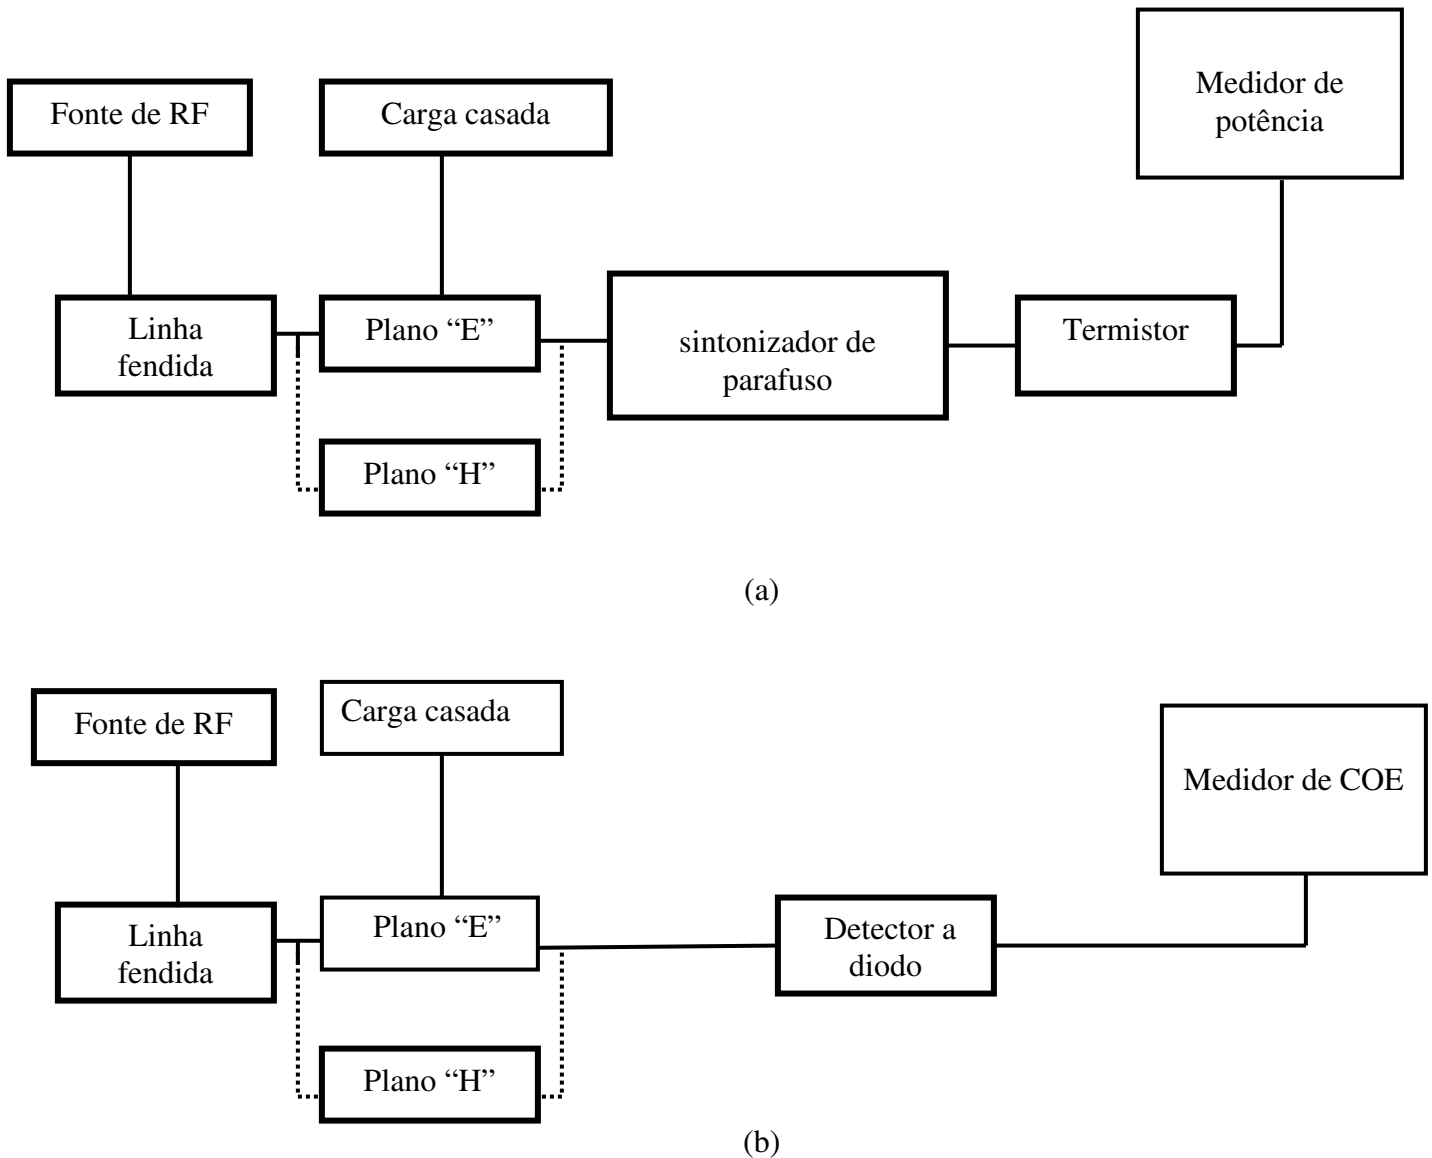 Medidor de
potência
Fonte de RF
Carga casada
Linha
fendida
Plano “E”
sintonizador de
parafuso
Termistor
Plano “H”
(a)
Fonte de RF
Carga casada
Medidor de COE
Linha
fendida
Plano “E”
Detector a
diodo
Plano “H”
(b)